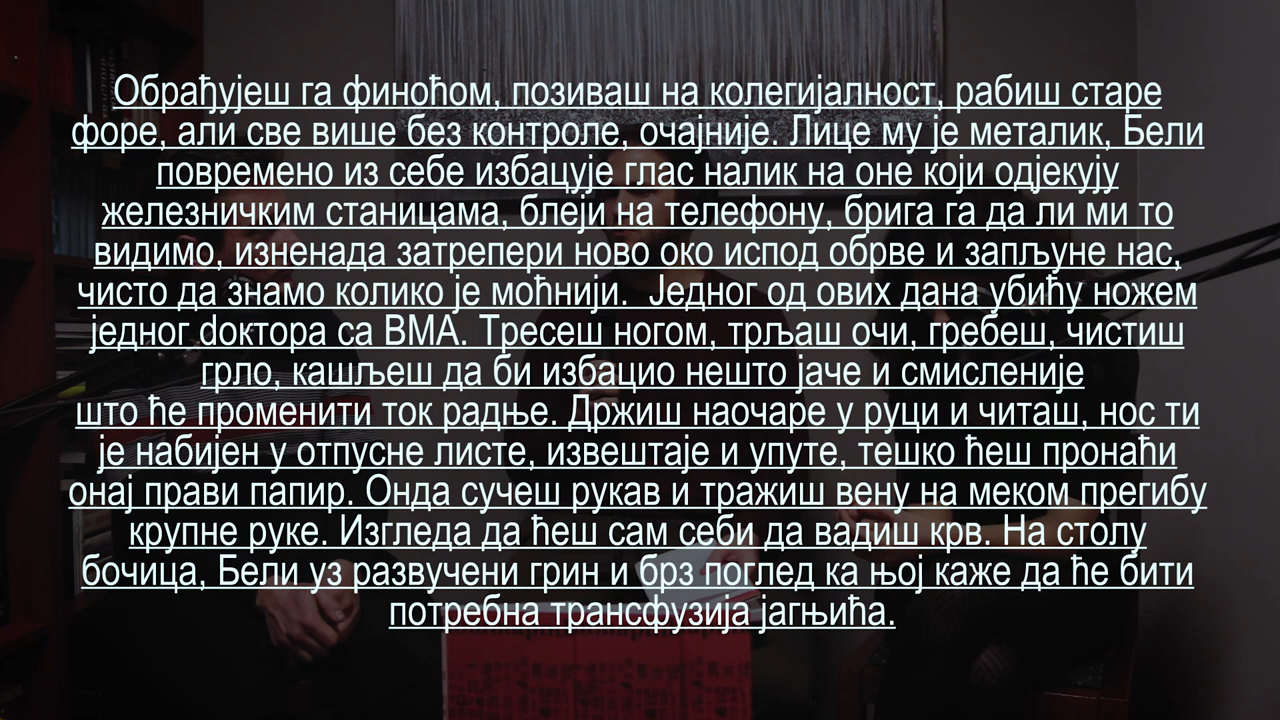 Обрађујеш га финоћом, позиваш на колегијалност, рабиш старе
форе, али све више без контроле, очајније. Лице му је металик, Бели
повремено из себе избацује глас налик на оне који одјекују
железничким станицама, блеји на телефону, брига га да ли ми то
видимо, изненада затрепери ново око испод обрве и запљуне нас,
чисто да знамо колико је моћнији.  Једног од ових дана убићу ножем
једног dоктора са ВМА. Тресеш ногом, трљаш очи, гребеш, чистиш
грло, кашљеш да би избацио нешто јаче и смисленије
што ће променити ток радње. Држиш наочаре у руци и читаш, нос ти
је набијен у отпусне листе, извештаје и упуте, тешко ћеш пронаћи
онај прави папир. Онда сучеш рукав и тражиш вену на меком прегибу
крупне руке. Изгледа да ћеш сам себи да вадиш крв. На столу
бочица, Бели уз развучени грин и брз поглед ка њој каже да ће бити
потребна трансфузија јагњића.